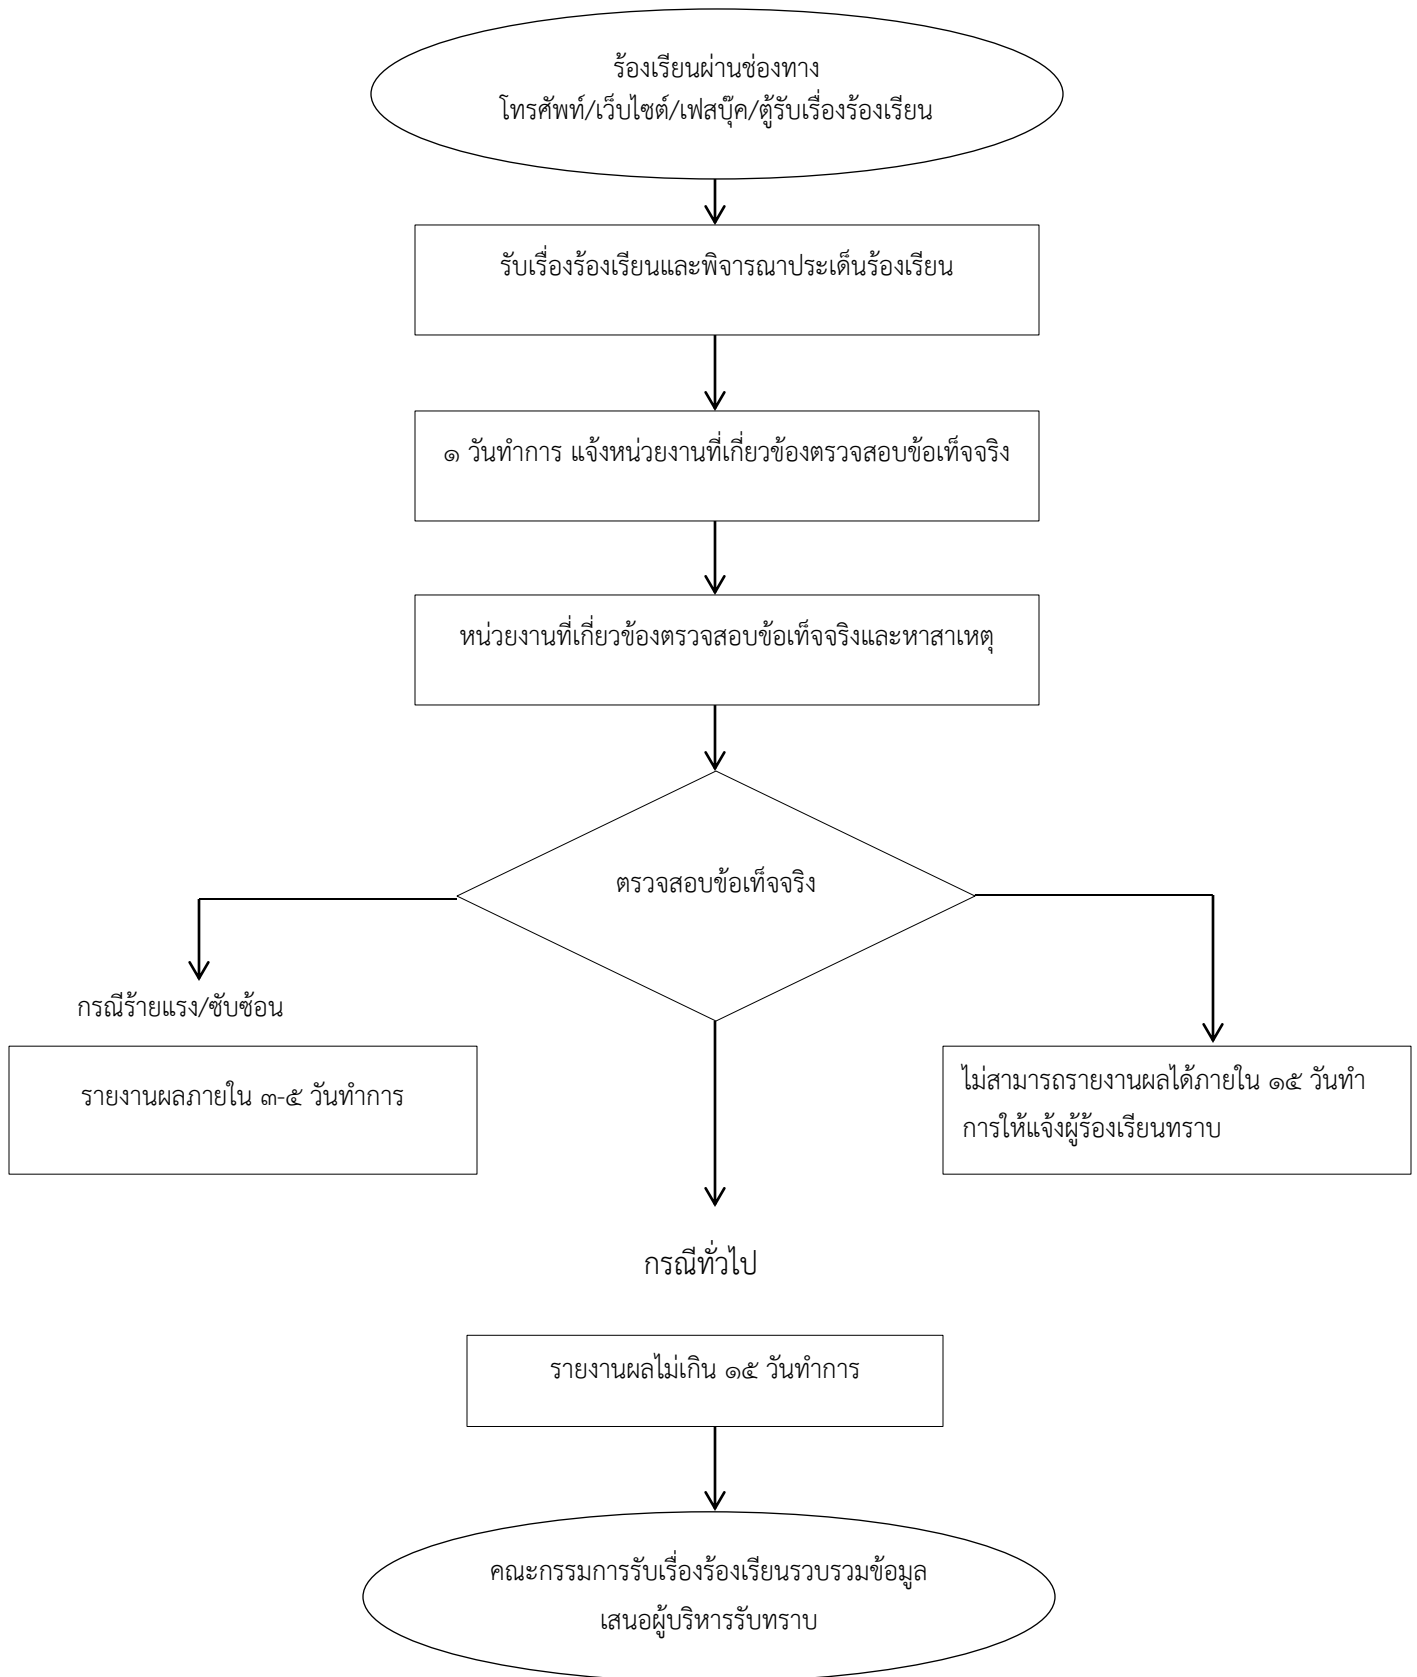 ร้องเรียนผ่านช่องทาง
โทรศัพท์/เว็บไซต์/เฟสบุ๊ค/ตู้รับเรื่องร้องเรียน
รับเรื่องร้องเรียนและพิจารณาประเด็นร้องเรียน
๑ วันทำการ แจ้งหน่วยงานที่เกี่ยวข้องตรวจสอบข้อเท็จจริง
หน่วยงานที่เกี่ยวข้องตรวจสอบข้อเท็จจริงและหาสาเหตุ
ตรวจสอบข้อเท็จจริง
กรณีร้ายแรง/ซับซ้อน
รายงานผลภายใน ๓-๕ วันทำการ
ไม่สามารถรายงานผลได้ภายใน ๑๕ วันทำ
การให้แจ้งผู้ร้องเรียนทราบ
กรณีทั่วไป
รายงานผลไม่เกิน ๑๕ วันทำการ
คณะกรรมการรับเรื่องร้องเรียนรวบรวมข้อมูล
เสนอผู้บริหารรับทราบ